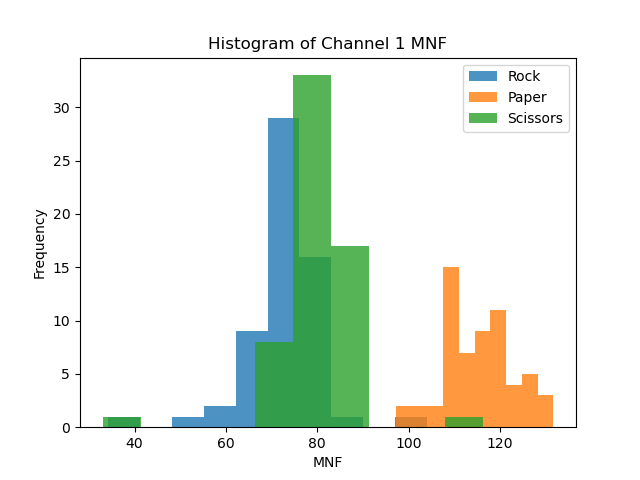 Histogram of Channel 1 MNF
Rock
Paper
Scissors
30
25
20
15
10
5
0
Frequency
40 60 80 100 120
MNF